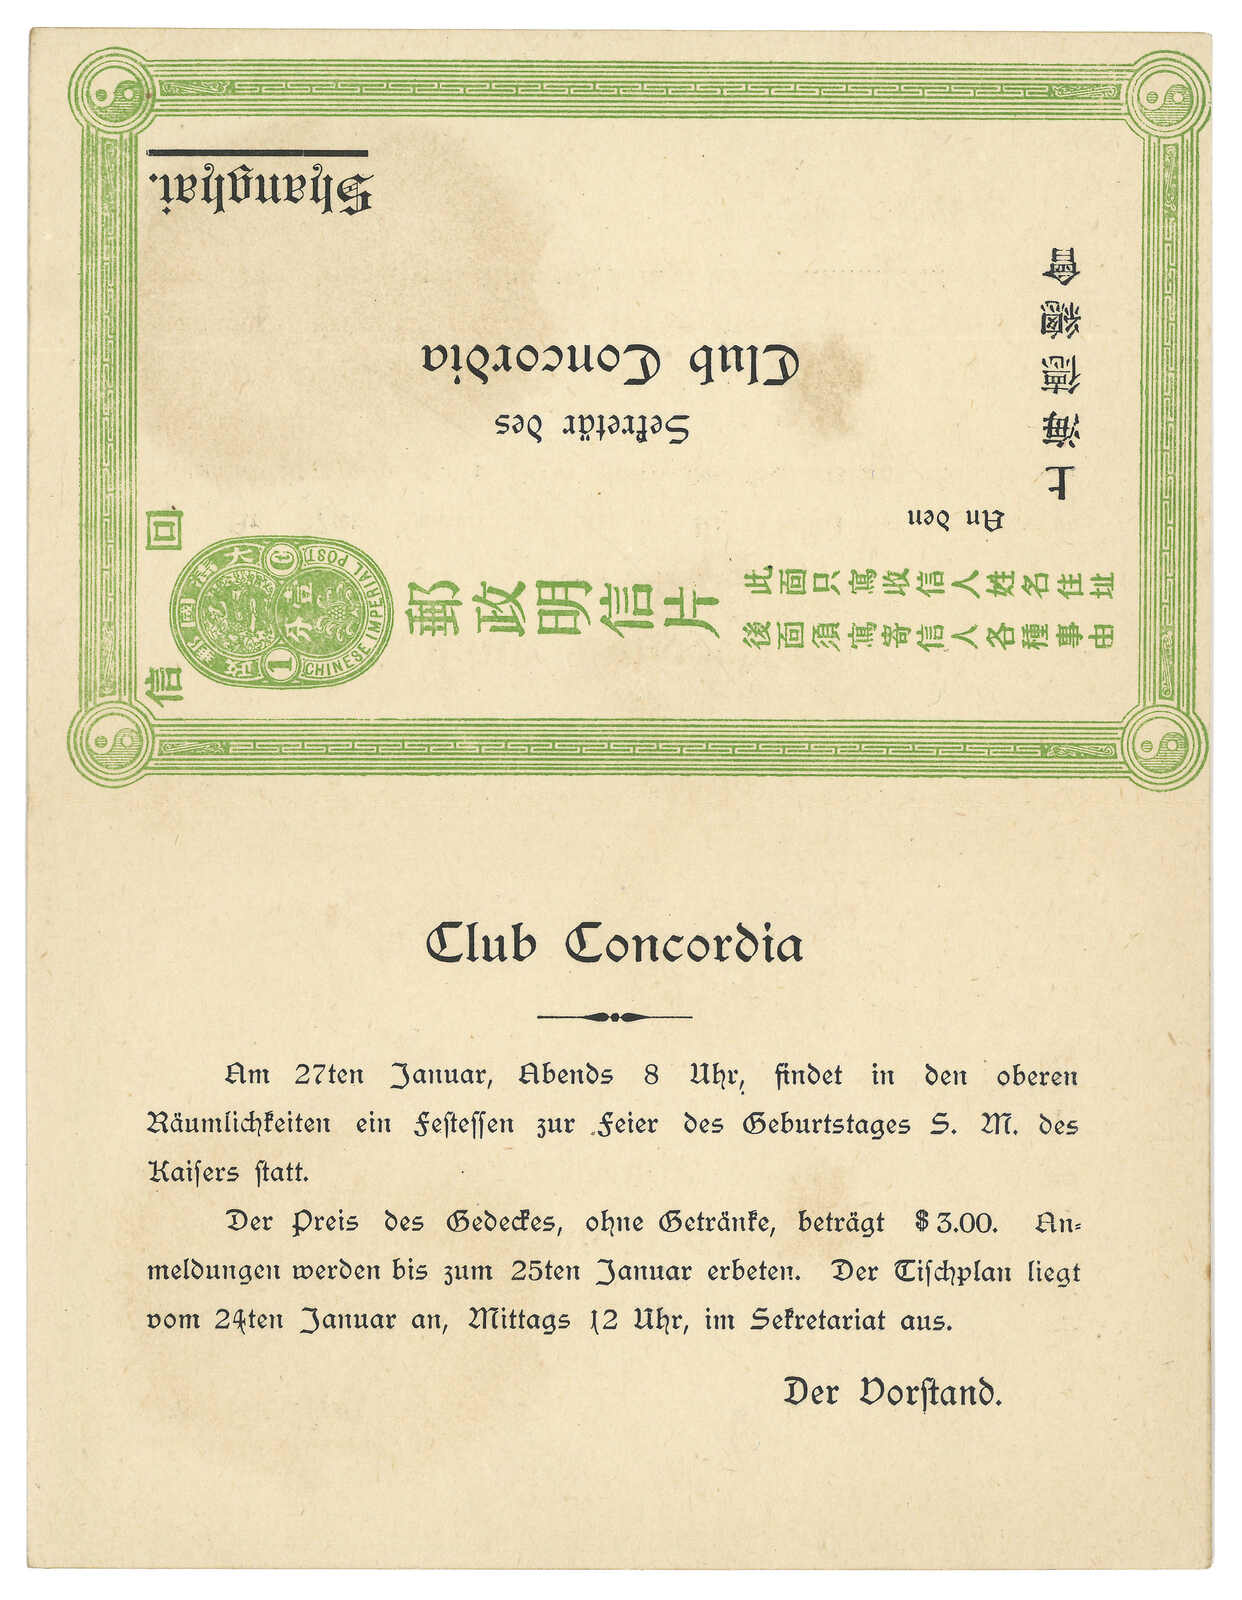 Shanghai.
Club Concordia
Sekretär des
An den
上海德總會
回
信
大清國郵政
壹分
1
C
CHINESE IMPERIAL POST
郵政明信片
此面只寫收信人姓名住址
後面須寫寄信人各種事由
Club Concordia
Am 27ten Januar, Abends 8 Uhr, findet in den oberen
Räumlichkeiten ein Festessen zur Feier des Geburtstages S. M. des
Kaisers statt.
Der Preis des Gedeckes, ohne Getränke, beträgt $ 3.00. An=
meldungen werden bis zum 25ten Januar erbeten. Der Tischplan liegt
vom 24ten Januar an, Mittags 12 Uhr, im Sekretariat aus.
Der Vorstand.